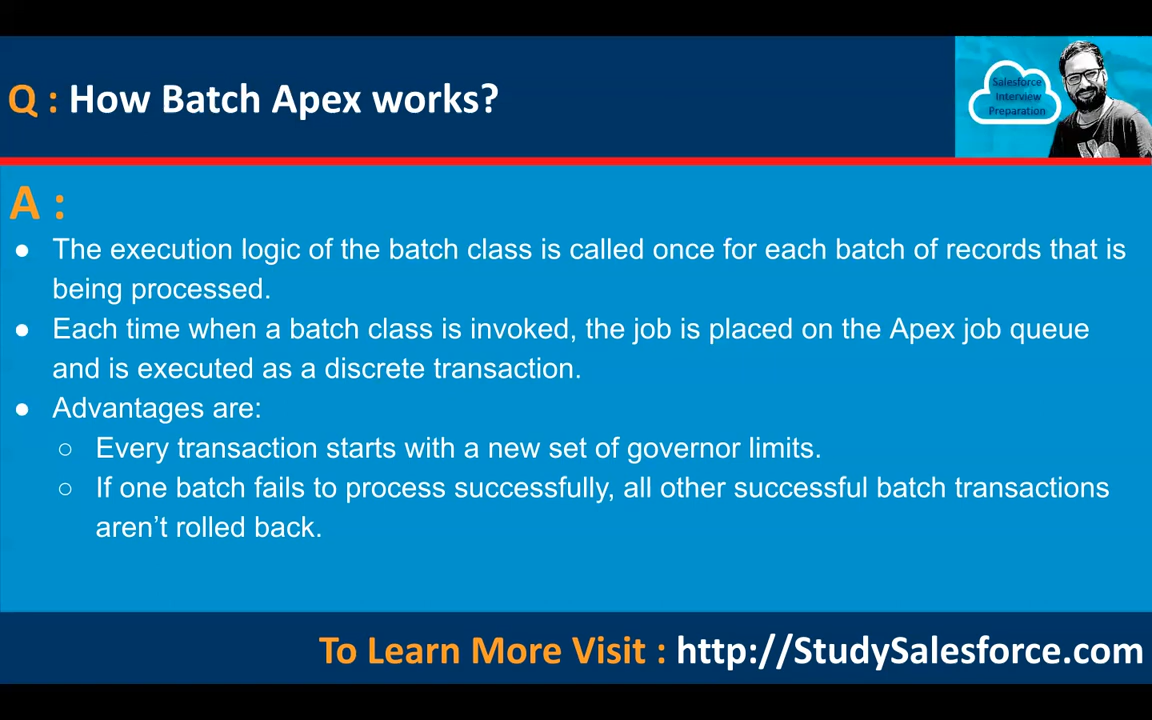 Q : How Batch Apex works?
Salesforce
Interview
Preparation
A :
● The execution logic of the batch class is called once for each batch of records that is
being processed.
● Each time when a batch class is invoked, the job is placed on the Apex job queue
and is executed as a discrete transaction.
● Advantages are:
○ Every transaction starts with a new set of governor limits.
○ If one batch fails to process successfully, all other successful batch transactions
aren’t rolled back.
To Learn More Visit : http://StudySalesforce.com